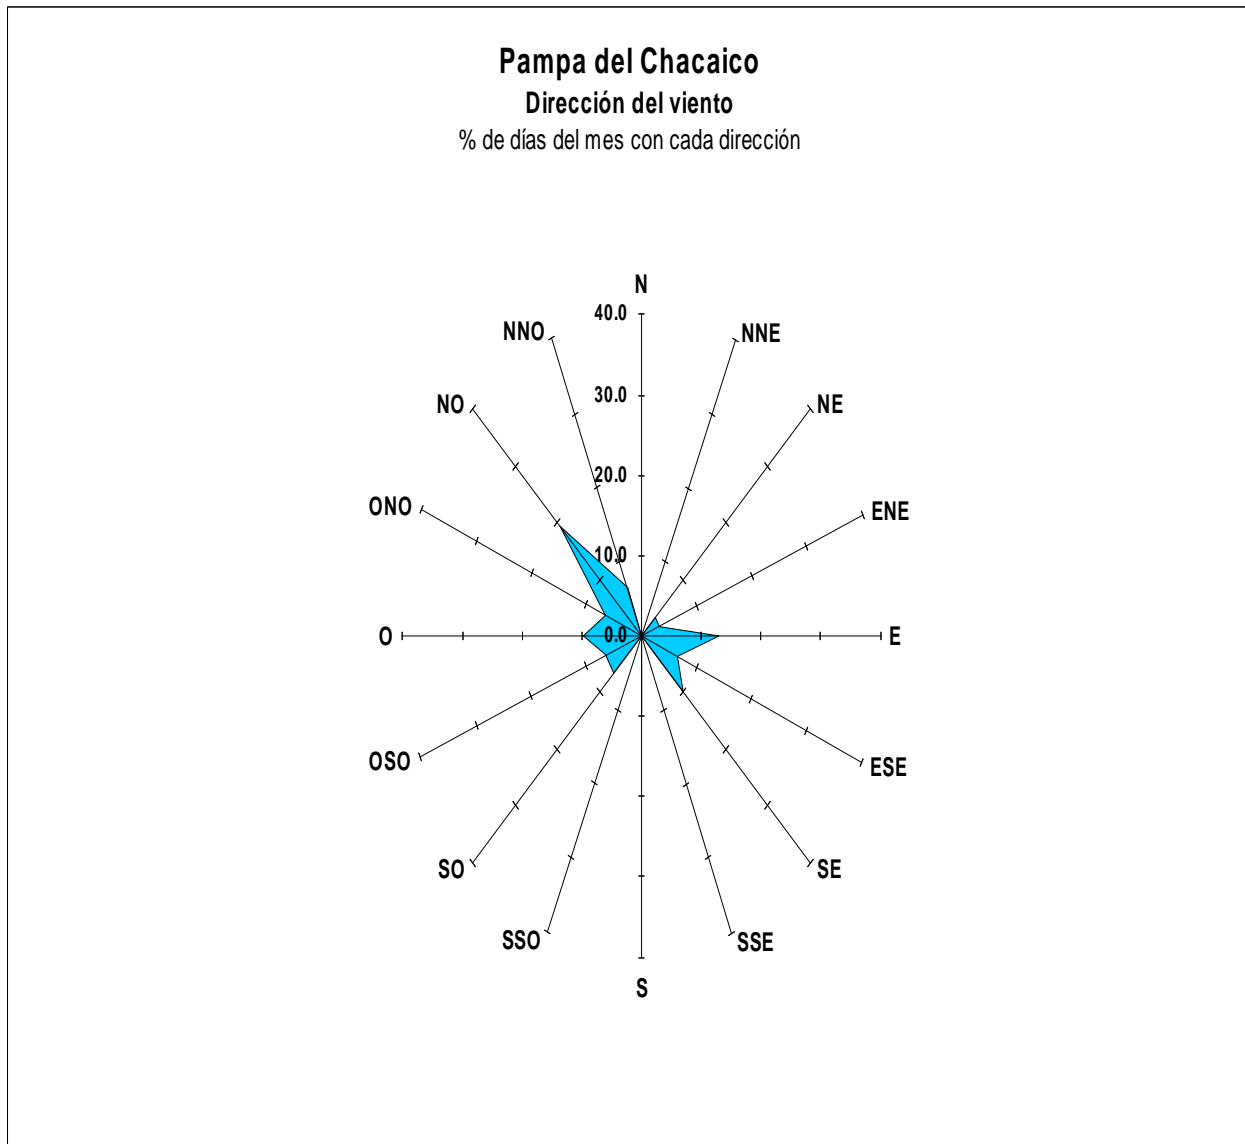 Pampa del Chacaico
Dirección del viento
% de días del mes con cada dirección
N
40.0
NNO
NNE
30.0
NO
NE
20.0
ONO
ENE
10.0
O
0.0
E
OSO
ESE
SO
SE
SSO
SSE
S